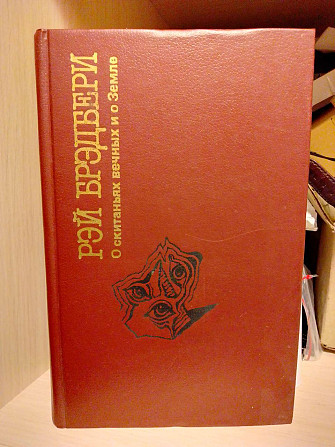 РЭЙ БРЭДБЕРИ
О скитаньях вечных и о Земле